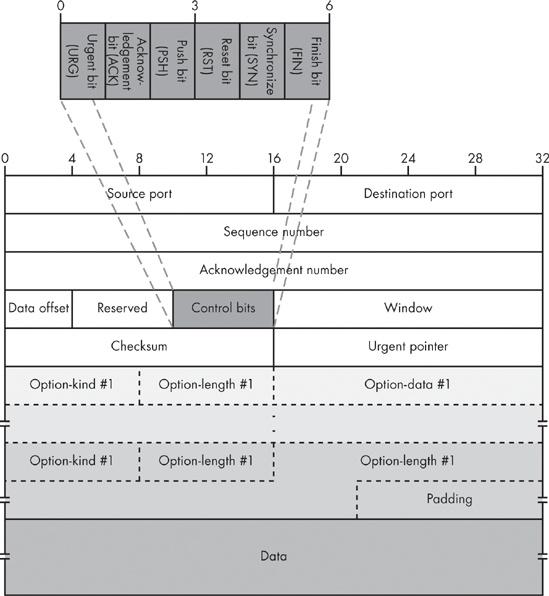 0 3 6
Urgent bit
(URG)
Acknow-
ledgement
bit (ACK)
Push bit
(PSH)
Reset bit
(RST)
Synchronize
bit (SYN)
Finish bit
(FIN)
0 4 8 12 16 20 24 28 32
Source port Destination port
Sequence number
Acknowledgement number
Data offset Reserved Control bits Window
Checksum Urgent pointer
Option-kind #1 Option-length #1 Option-data #1
Option-kind #1 Option-length #1 Option-length #1
Padding
Data